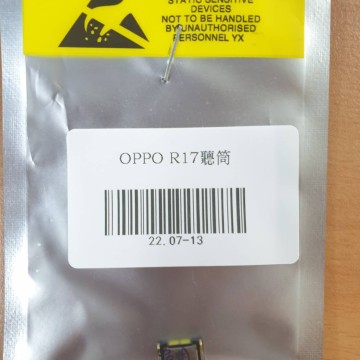 STATIC SENSITIVE
DEVICES
NOT TO BE HANDLED
BY UNAUTHORISED
PERSONNEL YX
OPPO R17聽筒
22.07-13